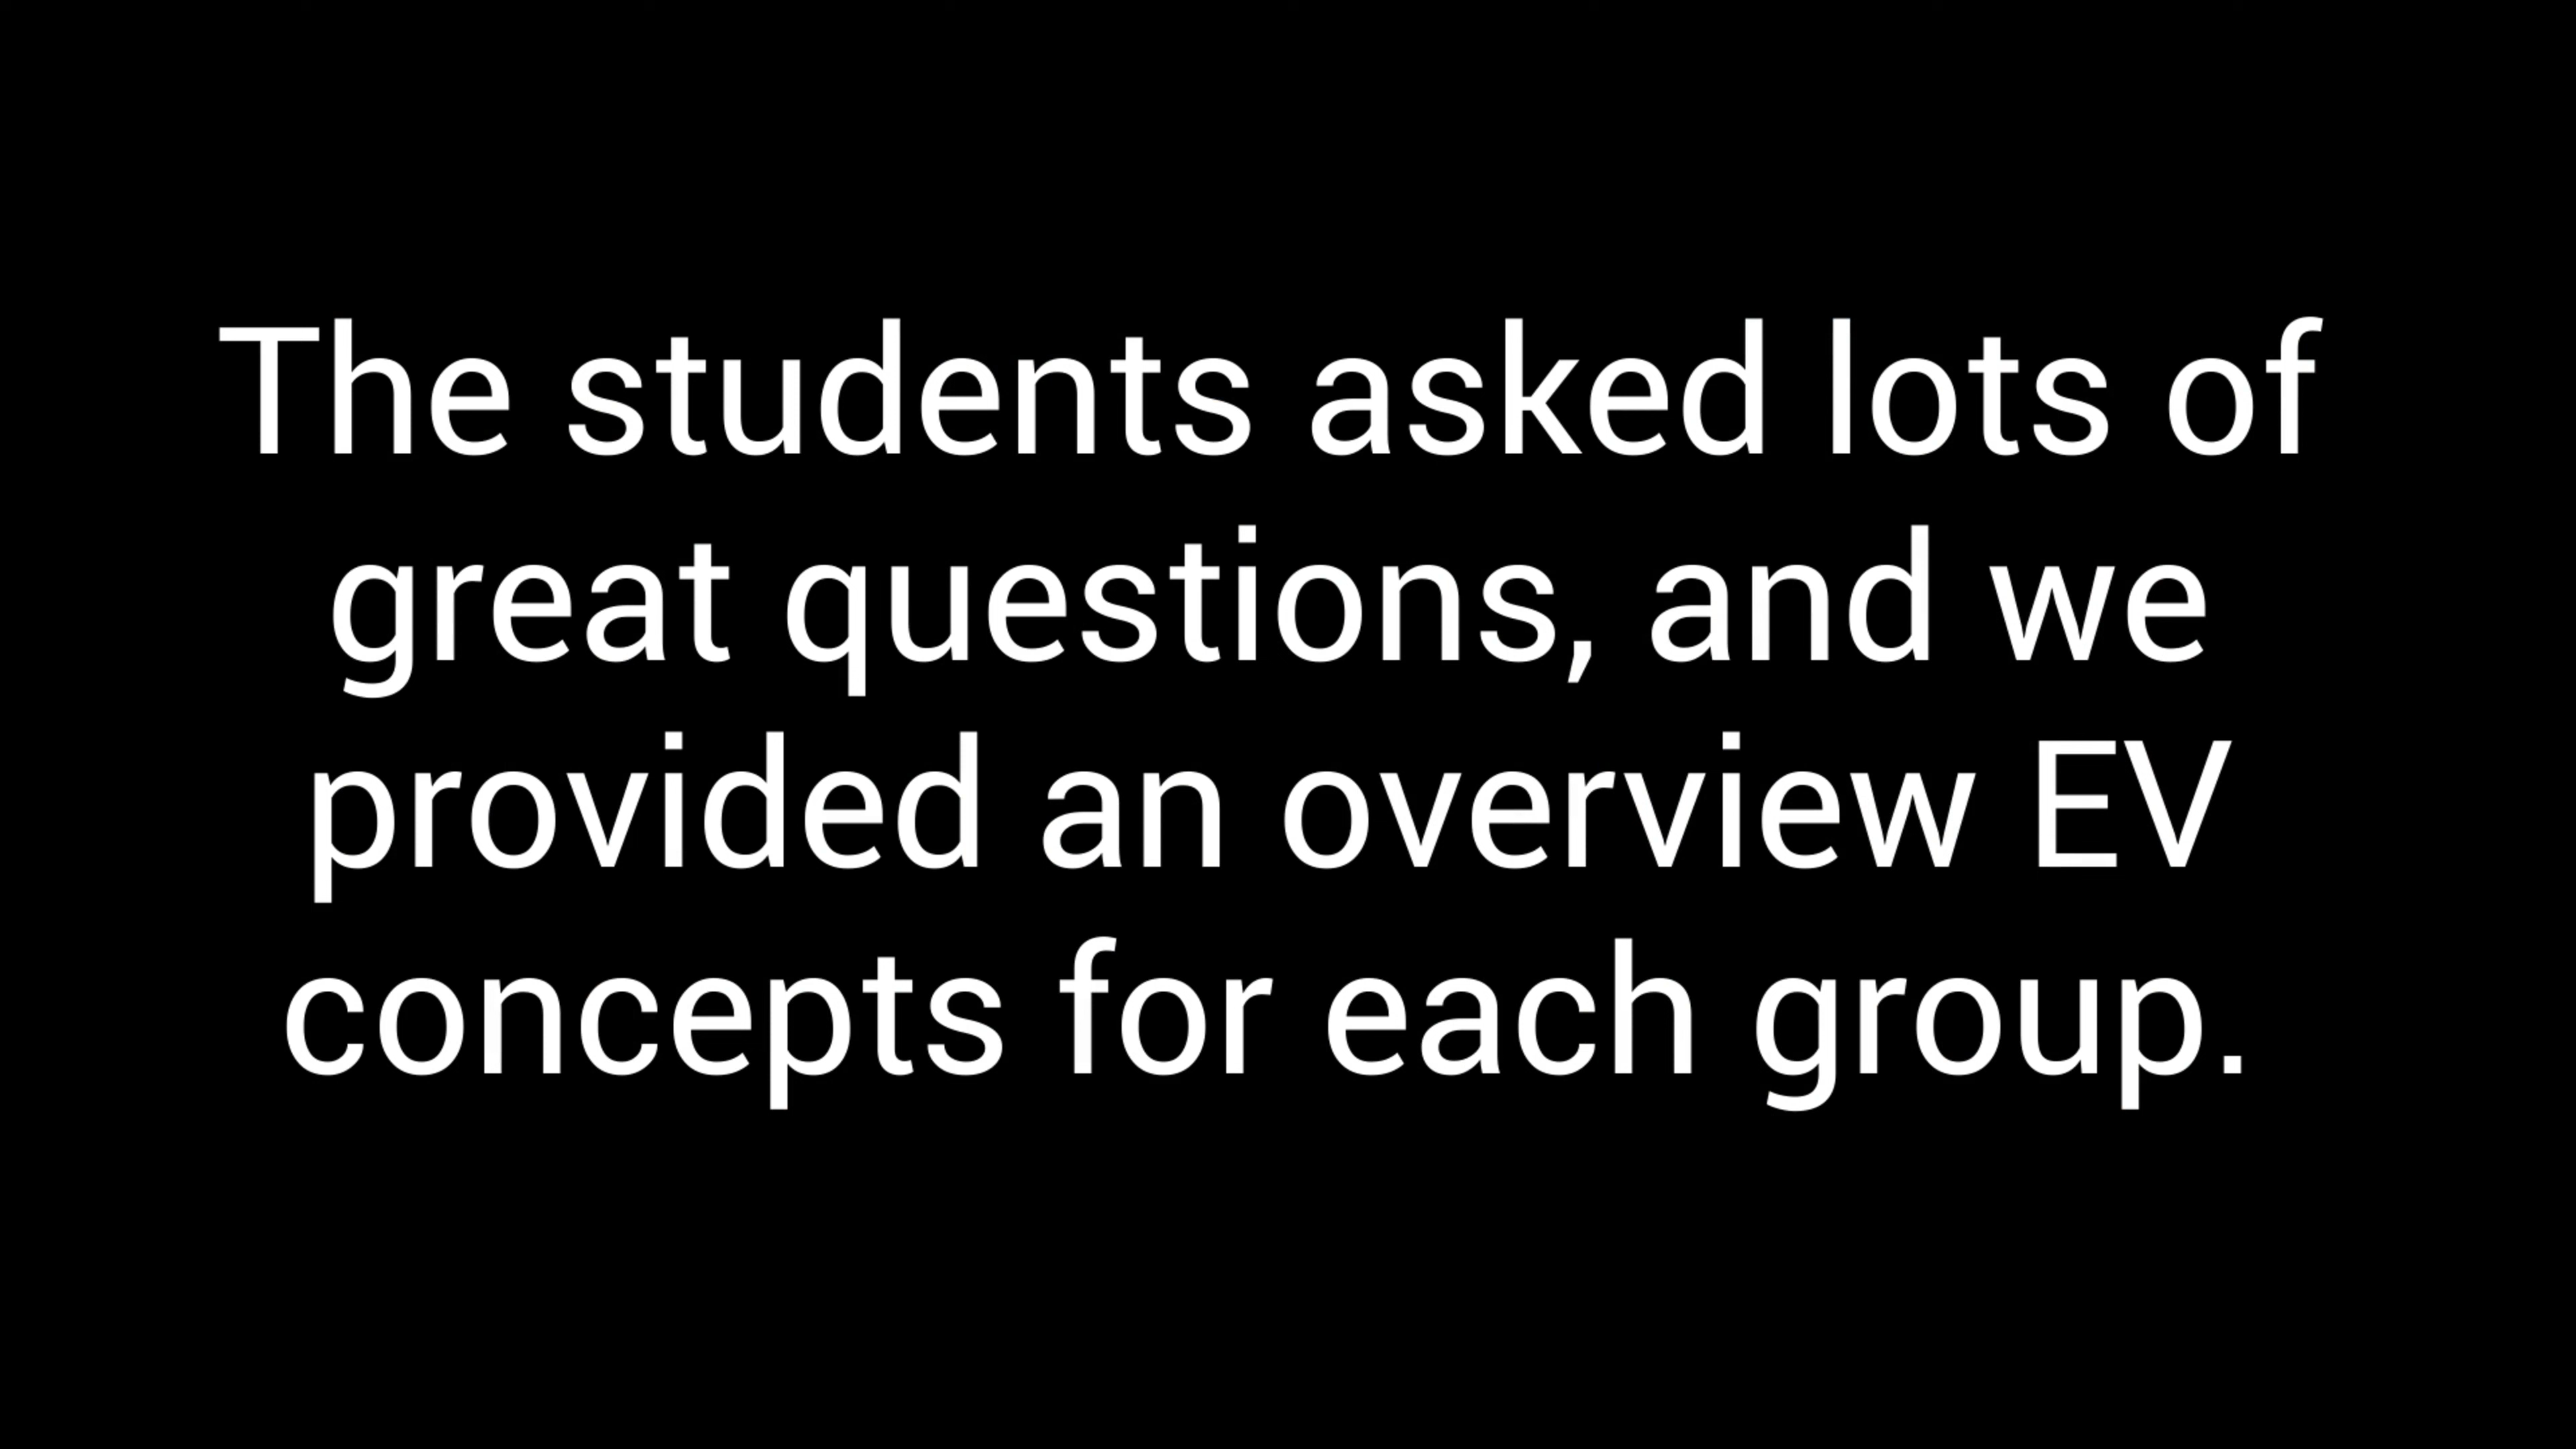 The students asked lots of
great questions, and we
provided an overview EV
concepts for each group.